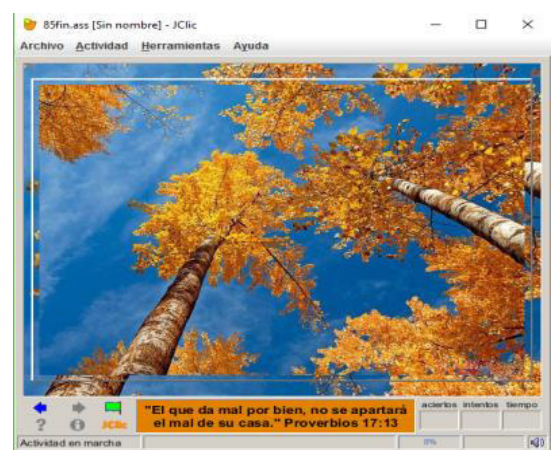 85fin.ass [Sin nombre] - JClic
Archivo Actividad Herramientas Ayuda
"El que da mal por bien, no se apartará
el mal de su casa." Proverbios 17:13
aciertos intentos tiempo
? i JClic
Actividad en marcha
0%